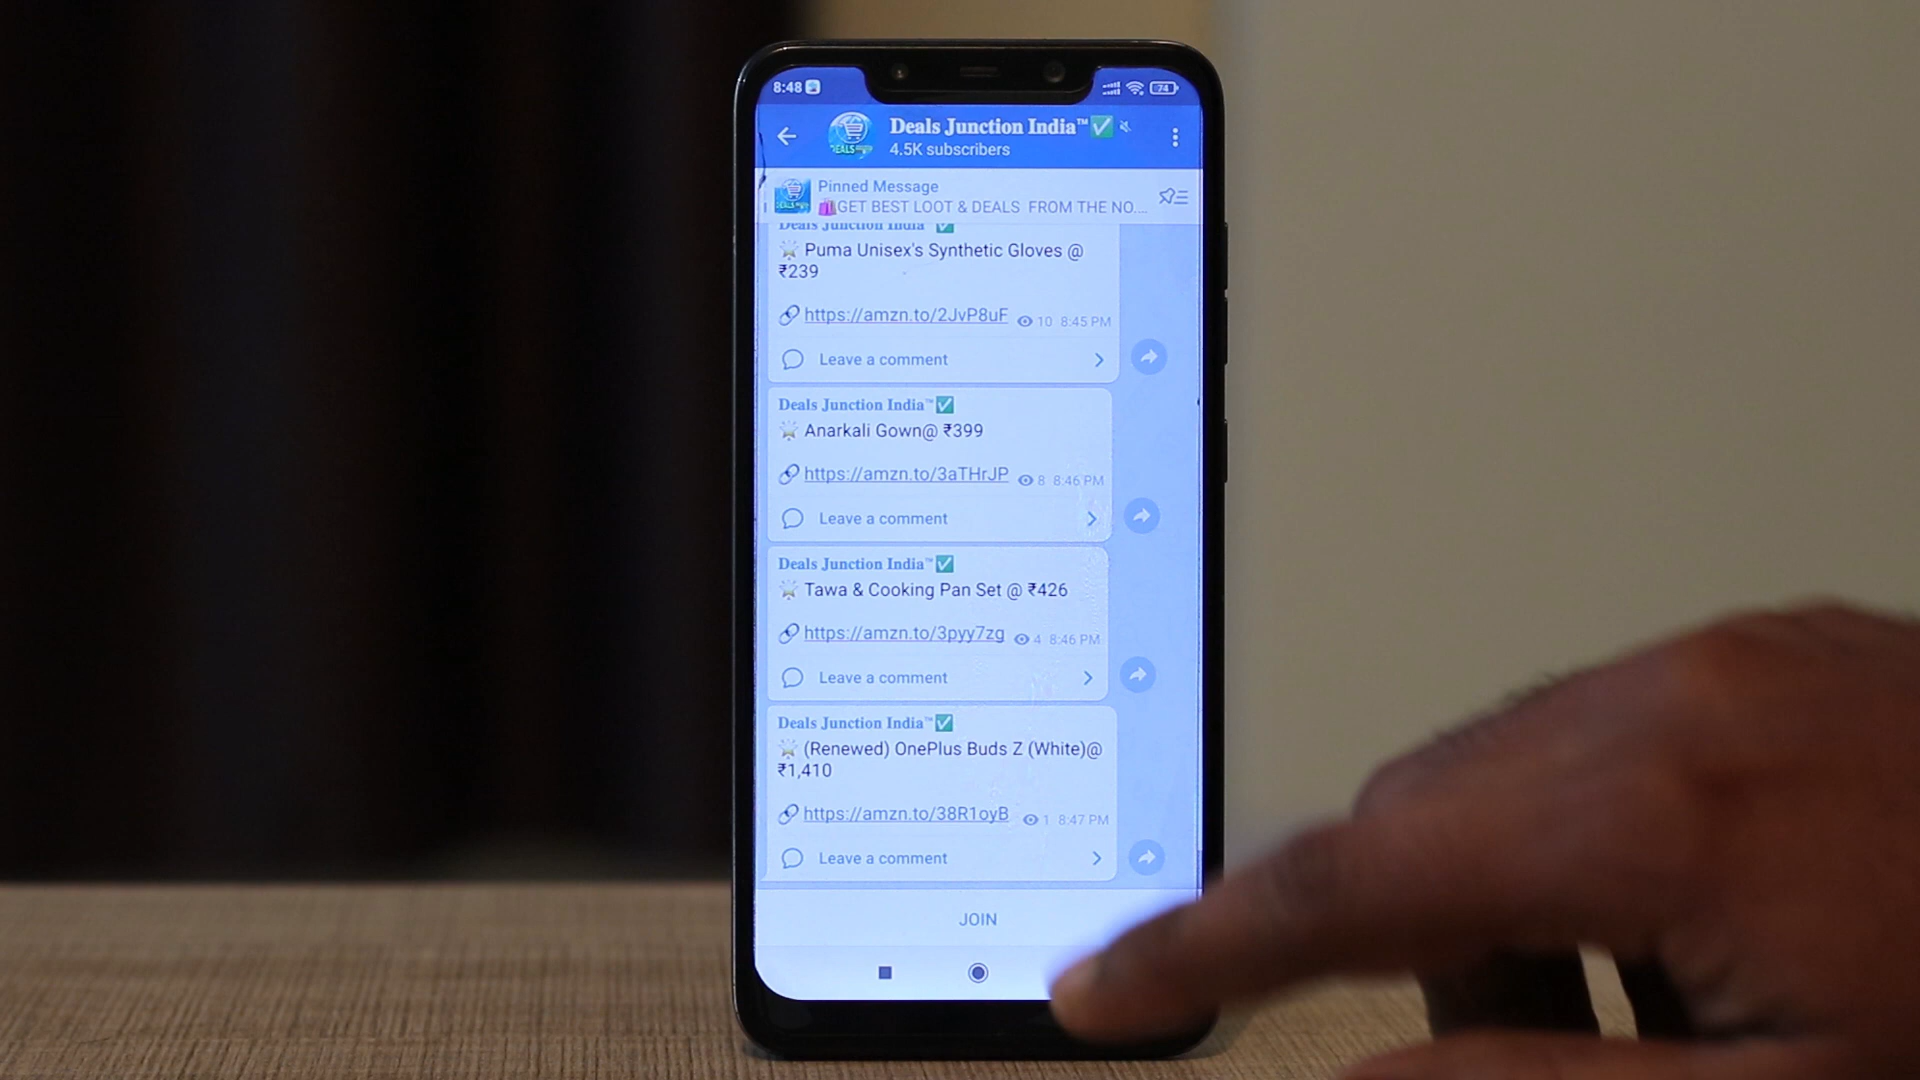 8:48
74
Deals Junction India™✅
4.5K subscribers
Pinned Message
🛍GET BEST LOOT & DEALS FROM THE NO....
Deals Junction India ✅
🌟 Puma Unisex's Synthetic Gloves @
₹239
🔗 https://amzn.to/2JvP8uF 10 8:45 PM
Leave a comment
Deals Junction India™✅
🌟 Anarkali Gown@ ₹399
🔗 https://amzn.to/3aTHrJP 8 8:46 PM
Leave a comment
Deals Junction India™✅
🌟 Tawa & Cooking Pan Set @ ₹426
🔗 https://amzn.to/3pyy7zg 4 8:46 PM
Leave a comment
Deals Junction India™✅
🌟 (Renewed) OnePlus Buds Z (White)@
₹1,410
🔗 https://amzn.to/38R1oyB 1 8:47 PM
Leave a comment
JOIN